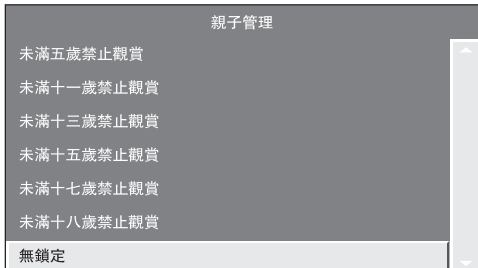 親子管理
未滿五歲禁止觀賞
未滿十一歲禁止觀賞
未滿十三歲禁止觀賞
未滿十五歲禁止觀賞
未滿十七歲禁止觀賞
未滿十八歲禁止觀賞
無鎖定